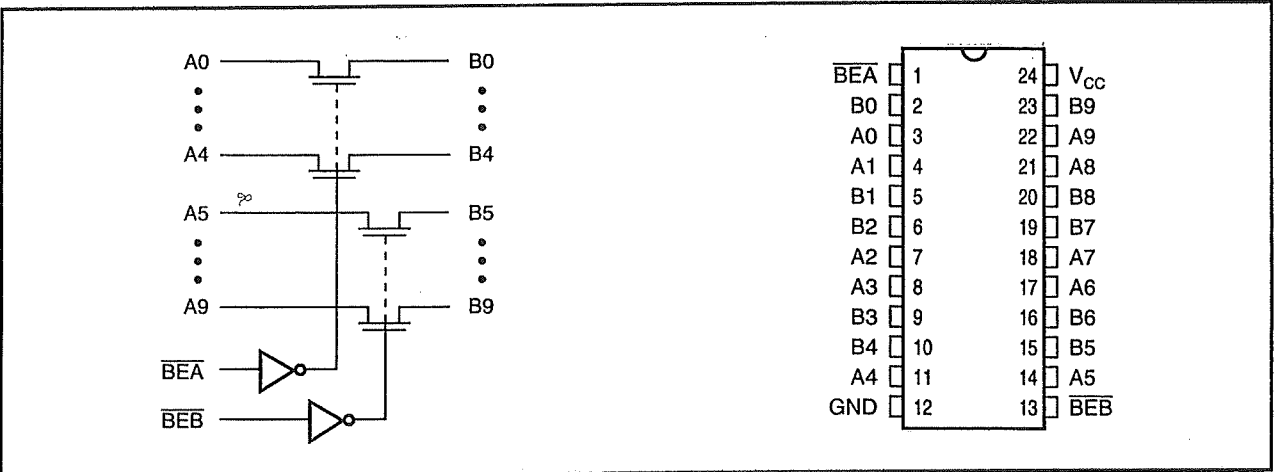 A0 B0
A4 B4
A5 B5
A9 B9
BEA
BEB
BEA 1 24 VCC
B0 2 23 B9
A0 3 22 A9
A1 4 21 A8
B1 5 20 B8
B2 6 19 B7
A2 7 18 A7
A3 8 17 A6
B3 9 16 B6
B4 10 15 B5
A4 11 14 A5
GND 12 13 BEB